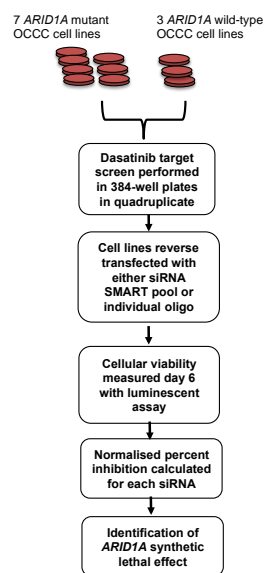 7 ARID1A mutant
OCCC cell lines
3 ARID1A wild-type
OCCC cell lines
Dasatinib target
screen performed
in 384-well plates
in quadruplicate
Cell lines reverse
transfected with
either siRNA
SMART pool or
individual oligo
Cellular viability
measured day 6
with luminescent
assay
Normalised percent
inhibition calculated
for each siRNA
Identification of
ARID1A synthetic
lethal effect